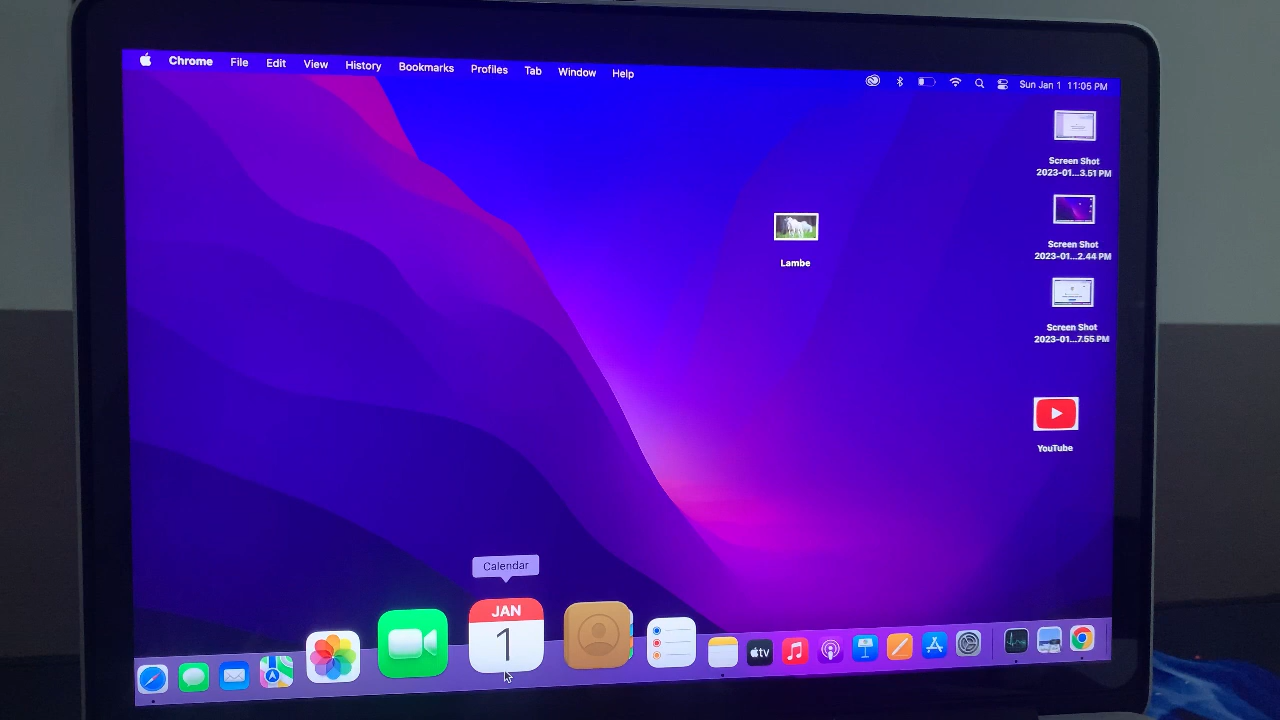 Chrome File Edit View History Bookmarks Profiles Tab Window Help
Sun Jan 1 11:05 PM
Screen Shot
2023-01...3.51 PM
Screen Shot
2023-01...2.44 PM
Lambe
Screen Shot
2023-01...7.55 PM
YouTube
Calendar
JAN
1
tv